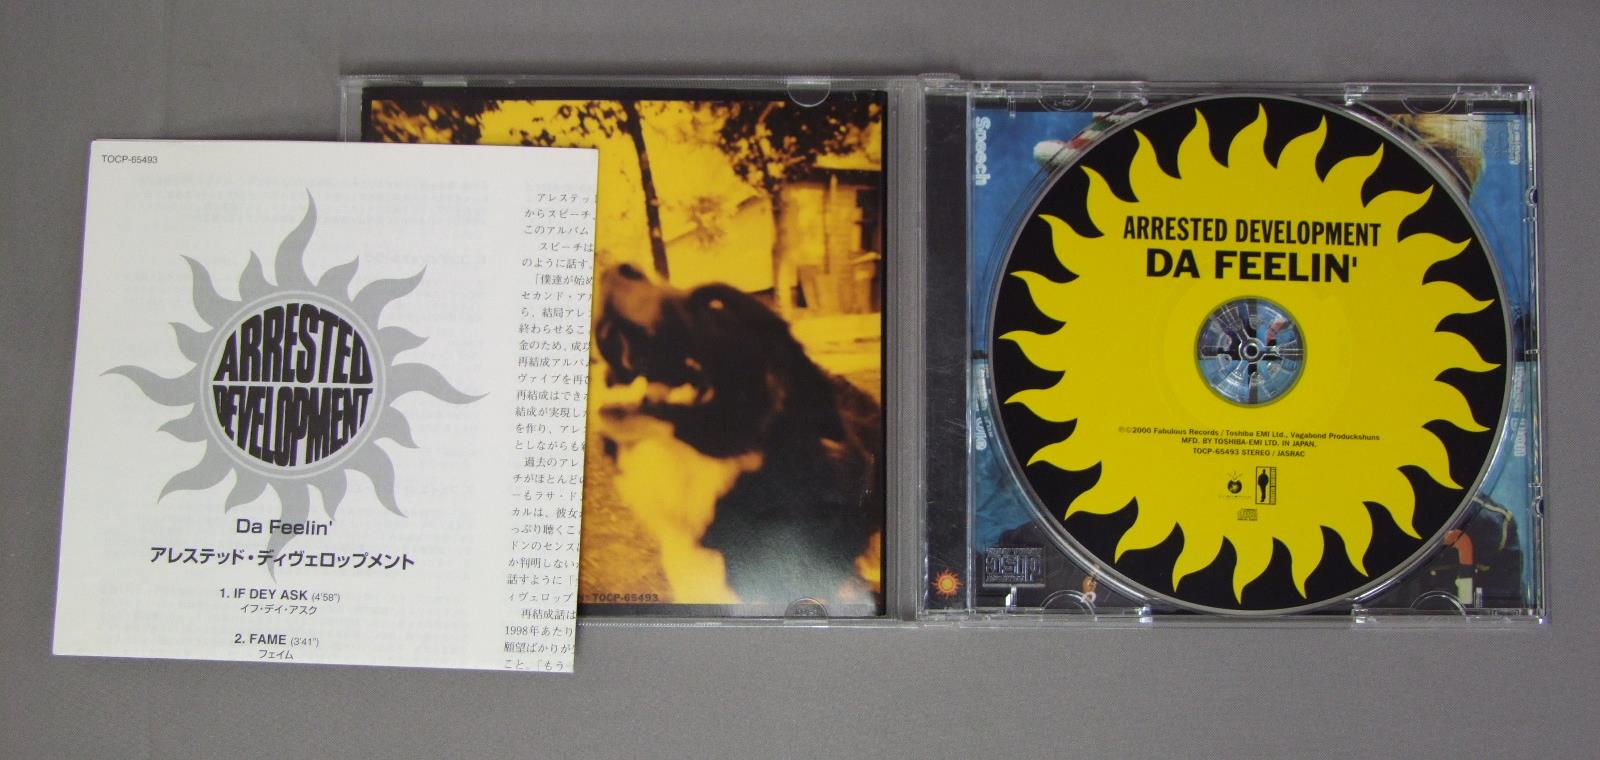 TOCP-65493
ARRESTED
DEVELOPMENT
Da Feelin'
アレステッド・ディヴェロップメント
1. IF DEY ASK (4'58")
イフ・デイ・アスク
2. FAME (3'41")
フェイム
アレステッ
からスピーチ、
このアルバム
スピーチは
のように話す。
「僕達が始め
セカンド・アル
ら、結局アレ
終わらせるこ
金のため、成功
再結成アルバ
ヴァイブを再び
再結成はでき
結成が実現し
を作り、アレ
としながらも
過去のアレ
チがほとんどの
ーもラサ・ド
カルは、彼女
っぷり聴くこ
ドンのセンスは
か判明しない
話すように「
ィヴェロップ
再結成話は
1998年あたり
願望ばかりが
こと。「もう
TOCP-65493
Speech
ARRESTED DEVELOPMENT
DA FEELIN'
℗©2000 Fabulous Records / Toshiba EMI Ltd., Vagabond Produckshuns
MFD. BY TOSHIBA-EMI LTD. IN JAPAN.
TOCP-65493 STEREO / JASRAC
disc